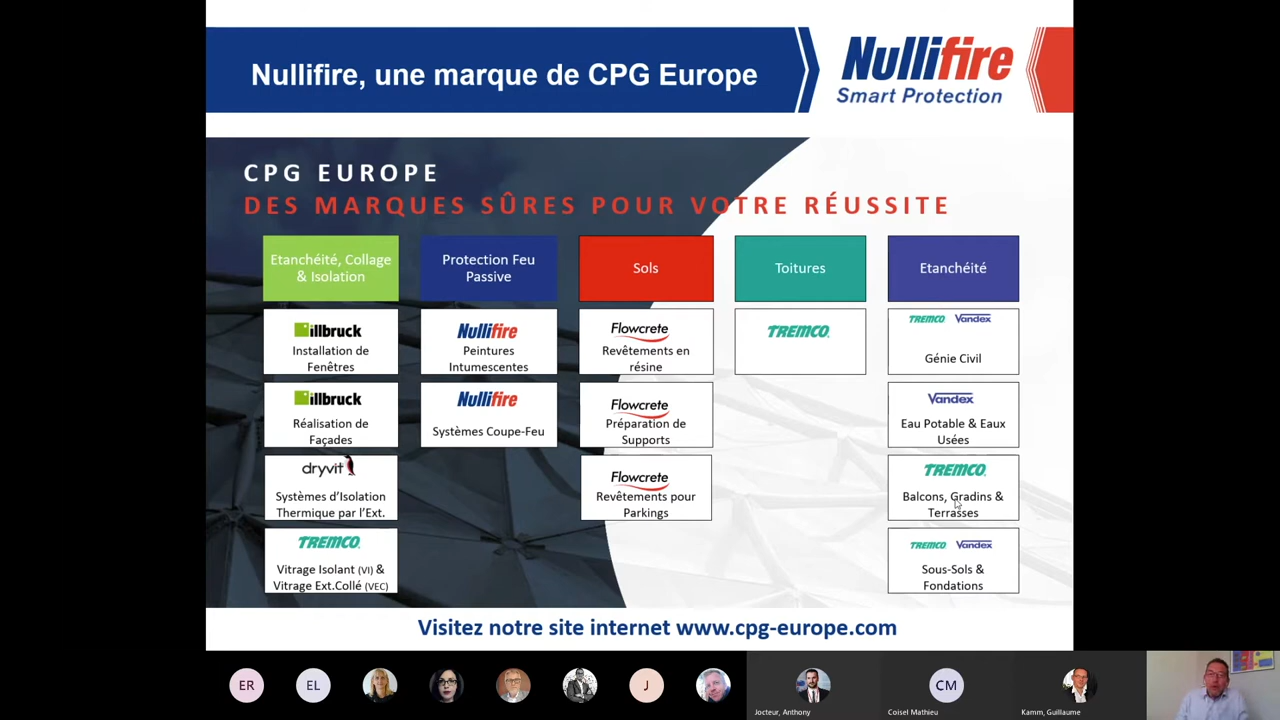 Nullifire, une marque de CPG Europe
Nullifire
Smart Protection
CPG EUROPE
DES MARQUES SÛRES POUR VOTRE RÉUSSITE
Etanchéité, Collage
& Isolation
illbruck
Installation de
Fenêtres
illbruck
Réalisation de
Façades
dryvit
Systèmes d'Isolation
Thermique par l'Ext.
TREMCO
Vitrage Isolant (VI) &
Vitrage Ext.Collé (VEC)
Protection Feu
Passive
Nullifire
Peintures
Intumescentes
Nullifire
Systèmes Coupe-Feu
Sols
Flowcrete
Revêtements en
résine
Flowcrete
Préparation de
Supports
Flowcrete
Revêtements pour
Parkings
Toitures
TREMCO
Etanchéité
TREMCO Vandex
Génie Civil
Vandex
Eau Potable & Eaux
Usées
TREMCO
Balcons, Gradins &
Terrasses
TREMCO Vandex
Sous-Sols &
Fondations
Visitez notre site internet www.cpg-europe.com
ER
EL
J
Jocteur, Anthony
CM
Coisel Mathieu
Kamm, Guillaume